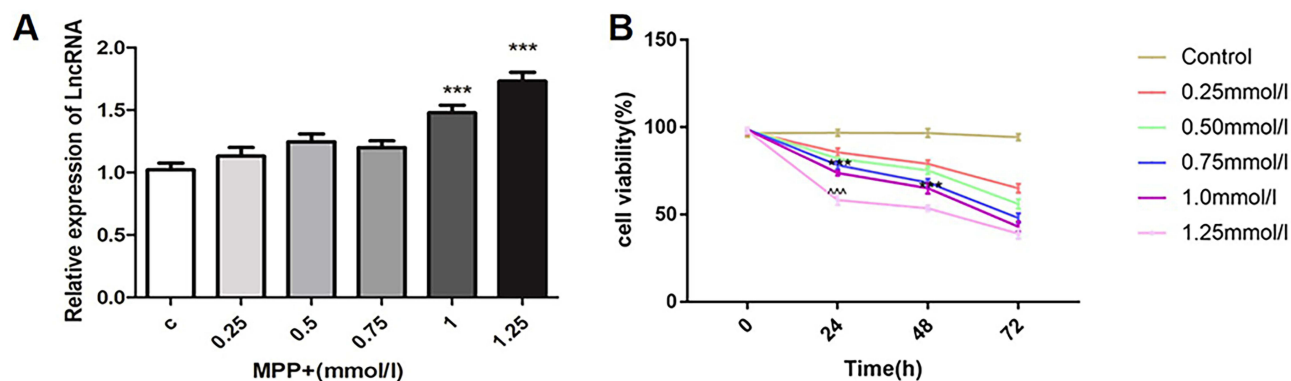 A
Relative expression of LncRNA
2.0
1.5
1.0
0.5
0.0
***
***
c
0.25
0.5
0.75
1
1.25
MPP+(mmol/l)
B
cell viability(%)
150
100
50
0
***
***
^^^
0
24
48
72
Time(h)
Control
0.25mmol/l
0.50mmol/l
0.75mmol/l
1.0mmol/l
1.25mmol/l